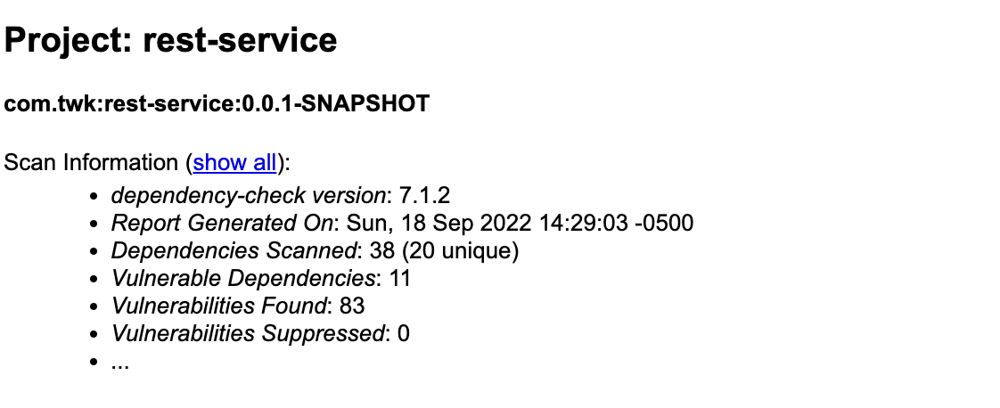 Project: rest-service
com.twk:rest-service:0.0.1-SNAPSHOT
Scan Information (show all):
• dependency-check version: 7.1.2
• Report Generated On: Sun, 18 Sep 2022 14:29:03 -0500
• Dependencies Scanned: 38 (20 unique)
• Vulnerable Dependencies: 11
• Vulnerabilities Found: 83
• Vulnerabilities Suppressed: 0
• ...